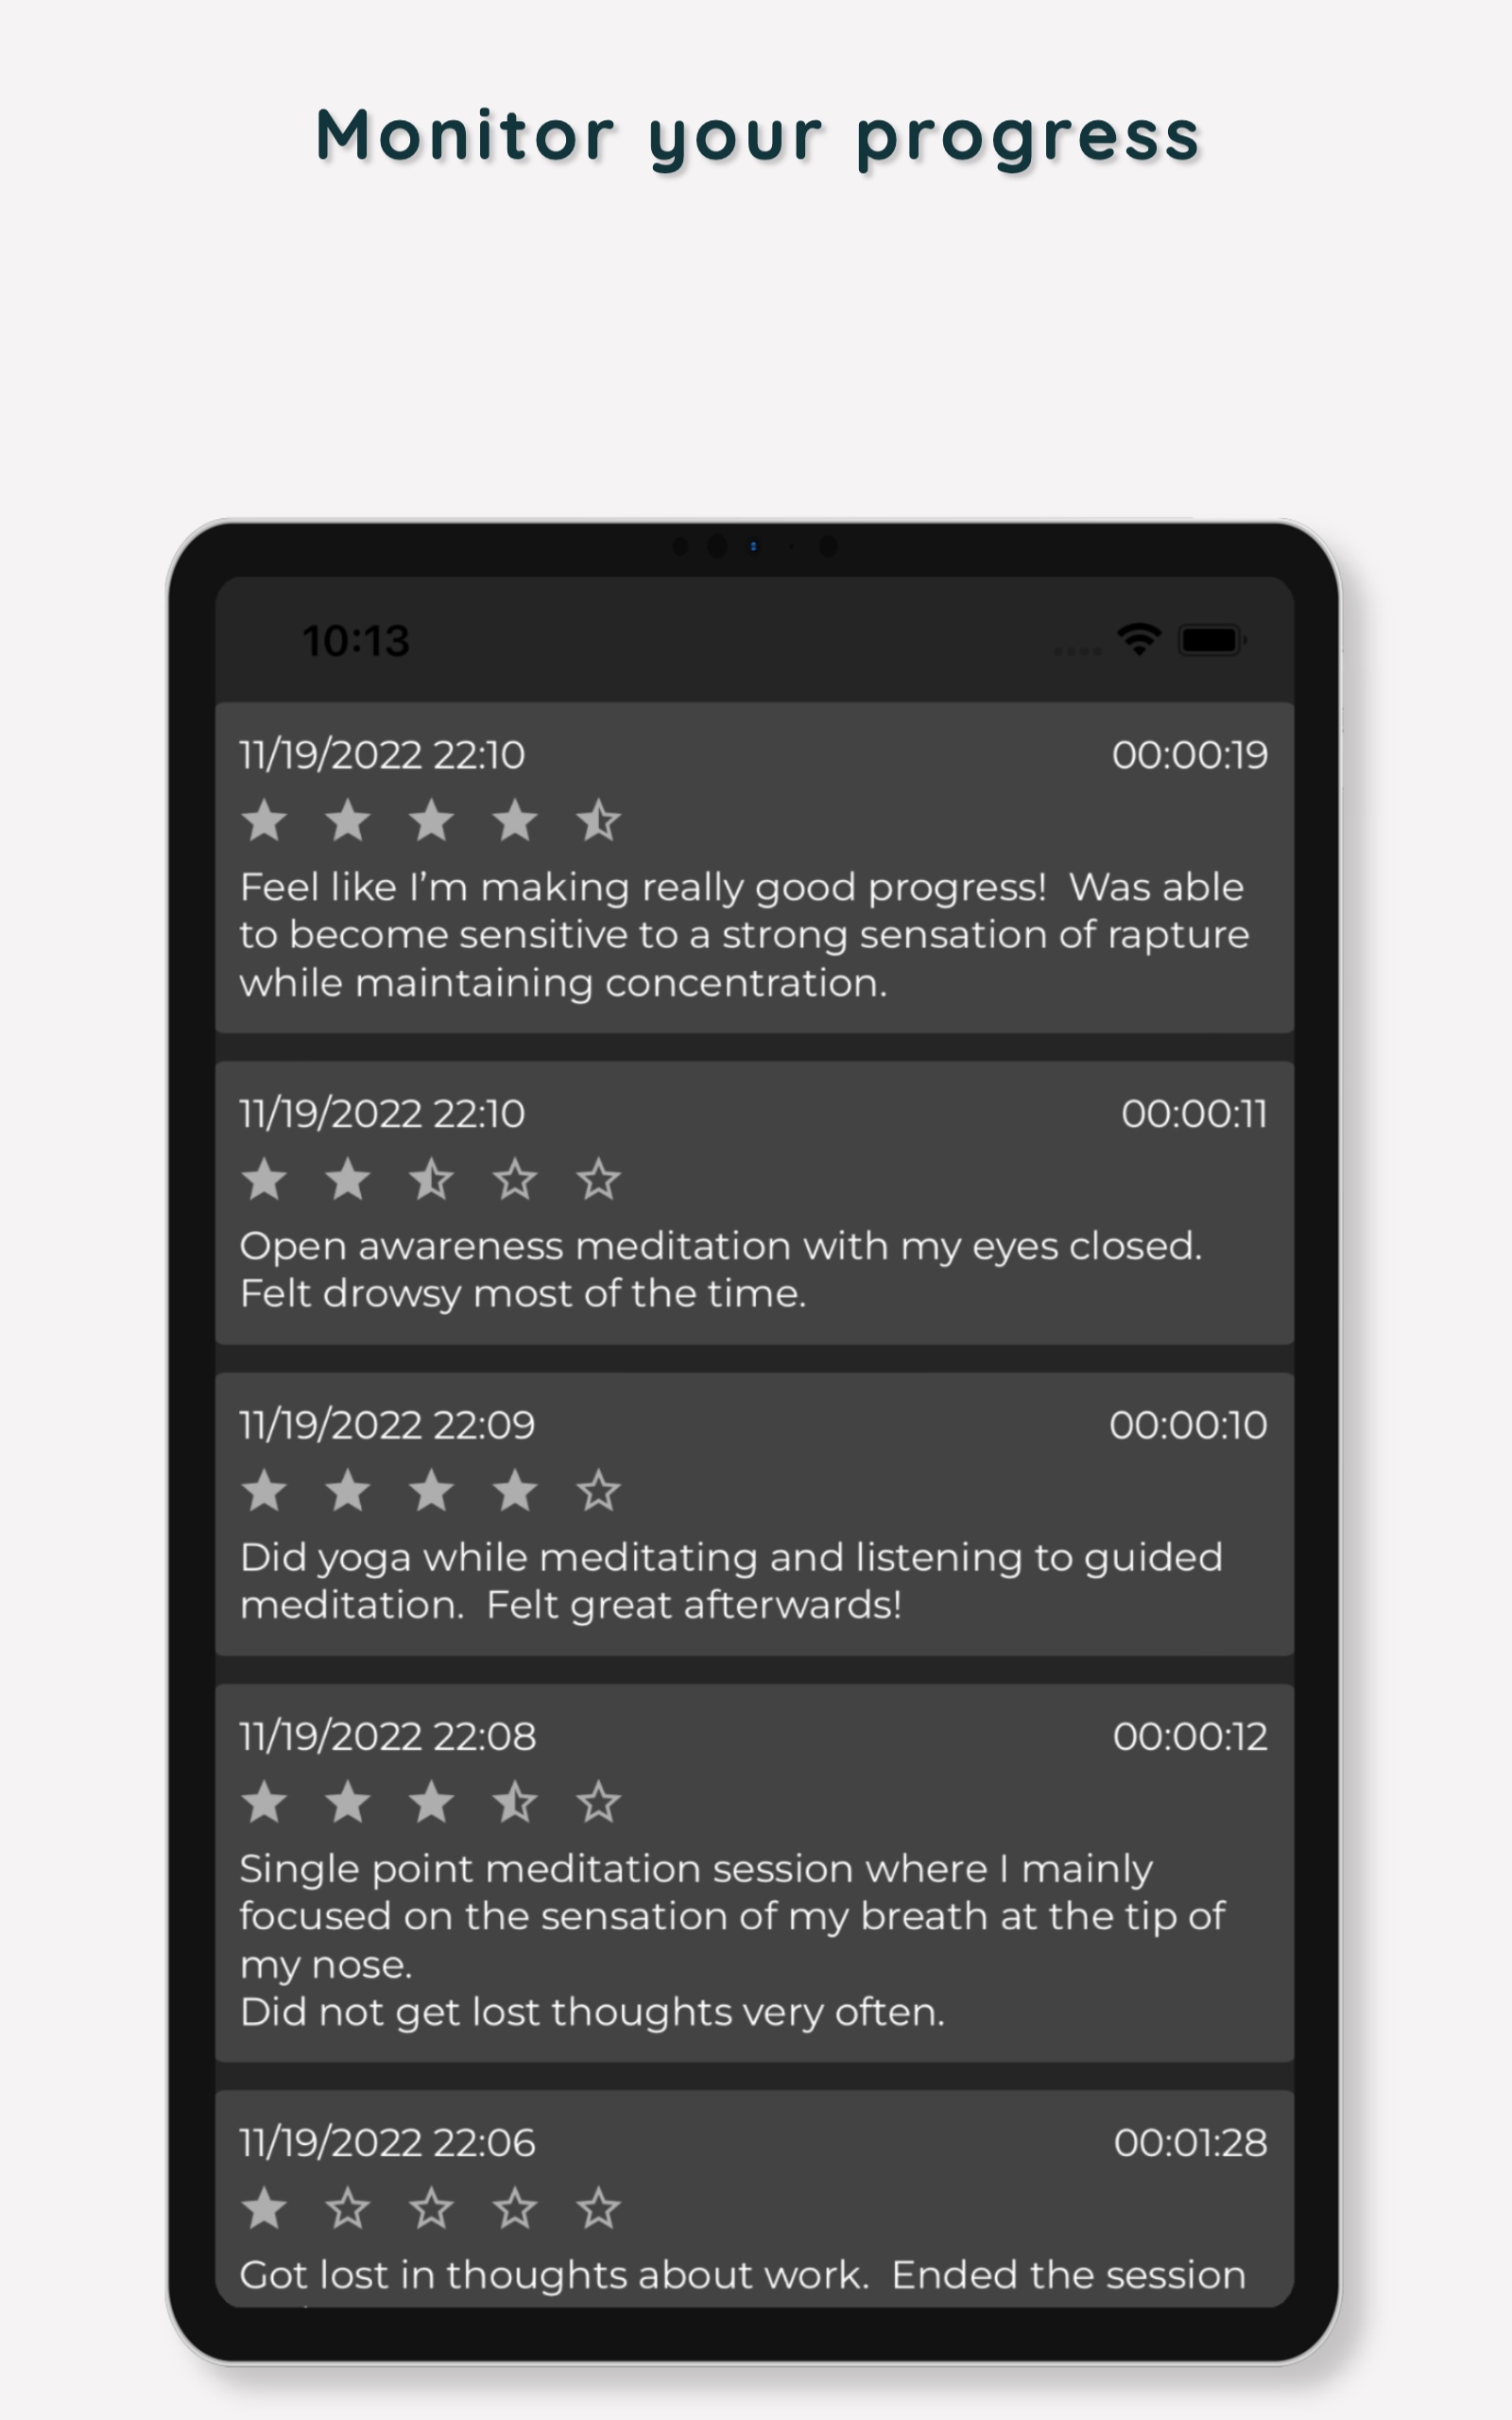 Monitor your progress
10:13
11/19/2022 22:10 00:00:19
Feel like I’m making really good progress!  Was able
to become sensitive to a strong sensation of rapture
while maintaining concentration.
11/19/2022 22:10 00:00:11
Open awareness meditation with my eyes closed.
Felt drowsy most of the time.
11/19/2022 22:09 00:00:10
Did yoga while meditating and listening to guided
meditation.  Felt great afterwards!
11/19/2022 22:08 00:00:12
Single point meditation session where I mainly
focused on the sensation of my breath at the tip of
my nose.
Did not get lost thoughts very often.
11/19/2022 22:06 00:01:28
Got lost in thoughts about work.  Ended the session